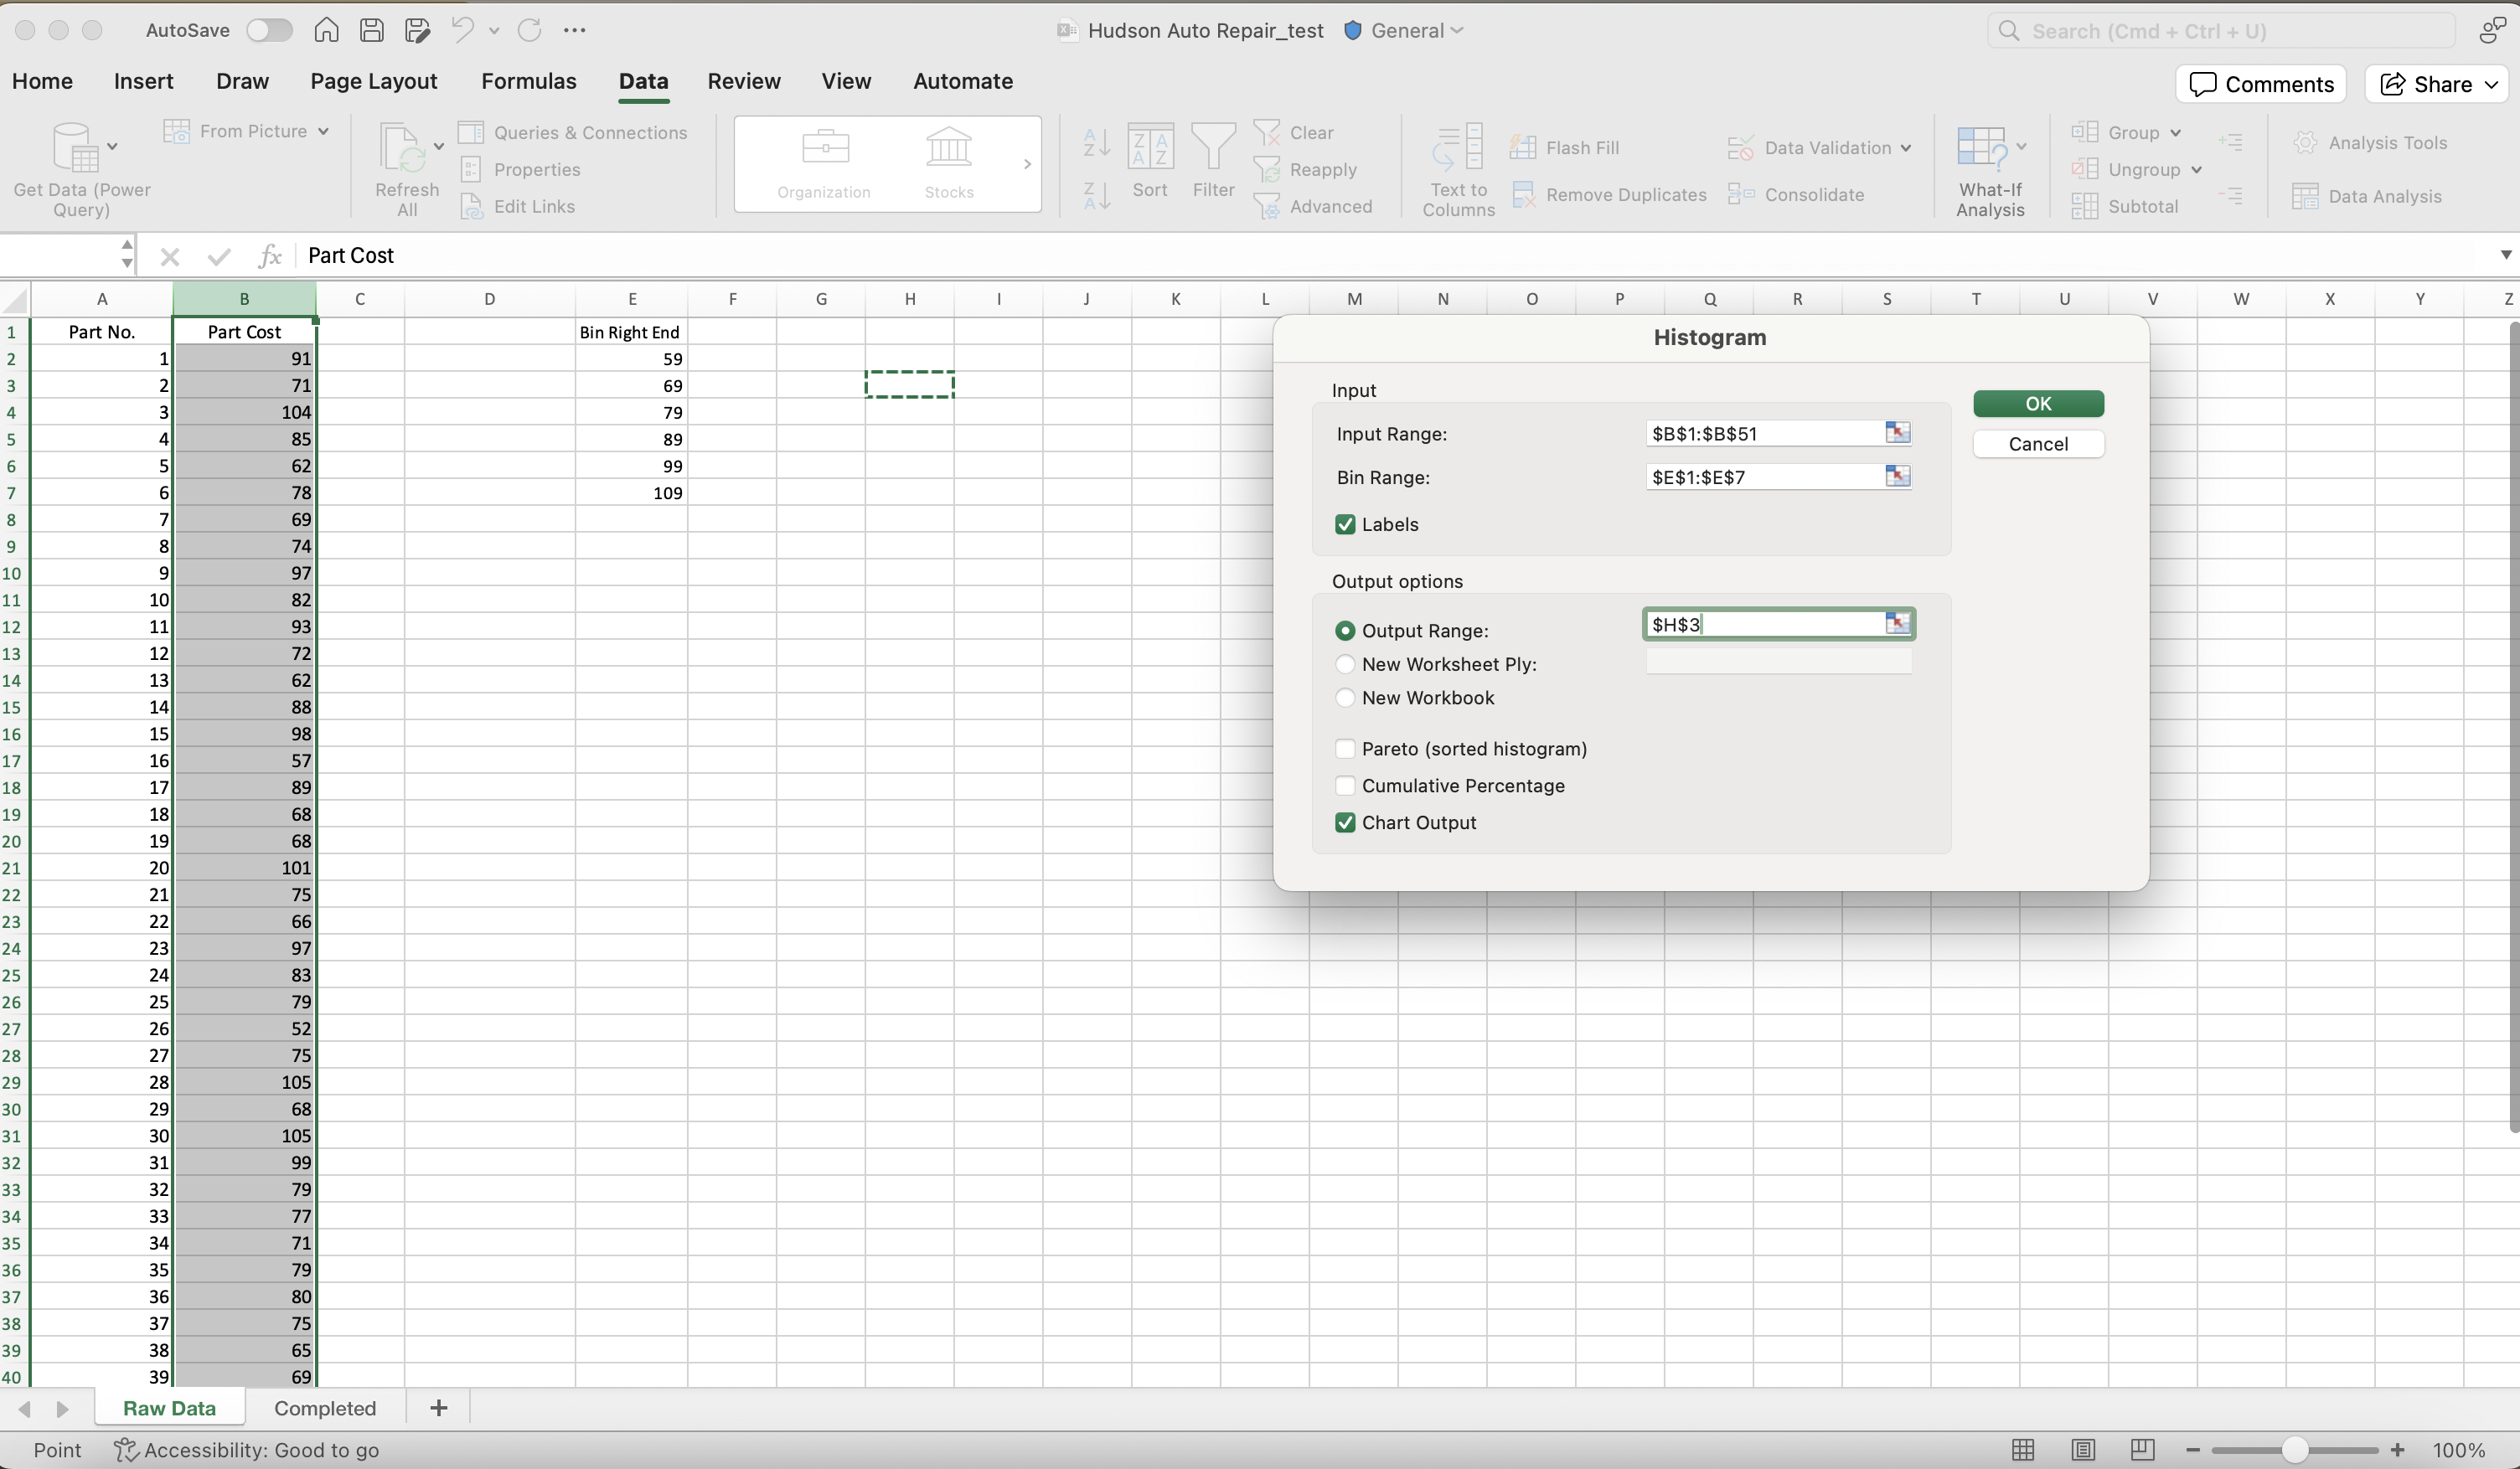 AutoSave
Hudson Auto Repair_test General
Search (Cmd + Ctrl + U)
Home Insert Draw Page Layout Formulas Data Review View Automate
Comments Share
Get Data (Power Query)
From Picture
Refresh All
Queries & Connections
Properties
Edit Links
Organization Stocks
Sort Filter
Clear
Reapply
Advanced
Text to Columns
Flash Fill
Remove Duplicates
Data Validation
Consolidate
What-If Analysis
Group
Ungroup
Subtotal
Analysis Tools
Data Analysis
fx Part Cost
A B C D E F G H I J K L M N O P Q R S T U V W X Y Z
1 Part No. Part Cost Bin Right End
2 1 91 59
3 2 71 69
4 3 104 79
5 4 85 89
6 5 62 99
7 6 78 109
8 7 69
9 8 74
10 9 97
11 10 82
12 11 93
13 12 72
14 13 62
15 14 88
16 15 98
17 16 57
18 17 89
19 18 68
20 19 68
21 20 101
22 21 75
23 22 66
24 23 97
25 24 83
26 25 79
27 26 52
28 27 75
29 28 105
30 29 68
31 30 105
32 31 99
33 32 79
34 33 77
35 34 71
36 35 79
37 36 80
38 37 75
39 38 65
40 39 69
Histogram
Input
Input Range: $B$1:$B$51
Bin Range: $E$1:$E$7
Labels
OK
Cancel
Output options
Output Range: $H$3
New Worksheet Ply:
New Workbook
Pareto (sorted histogram)
Cumulative Percentage
Chart Output
Raw Data Completed +
Point Accessibility: Good to go
100%